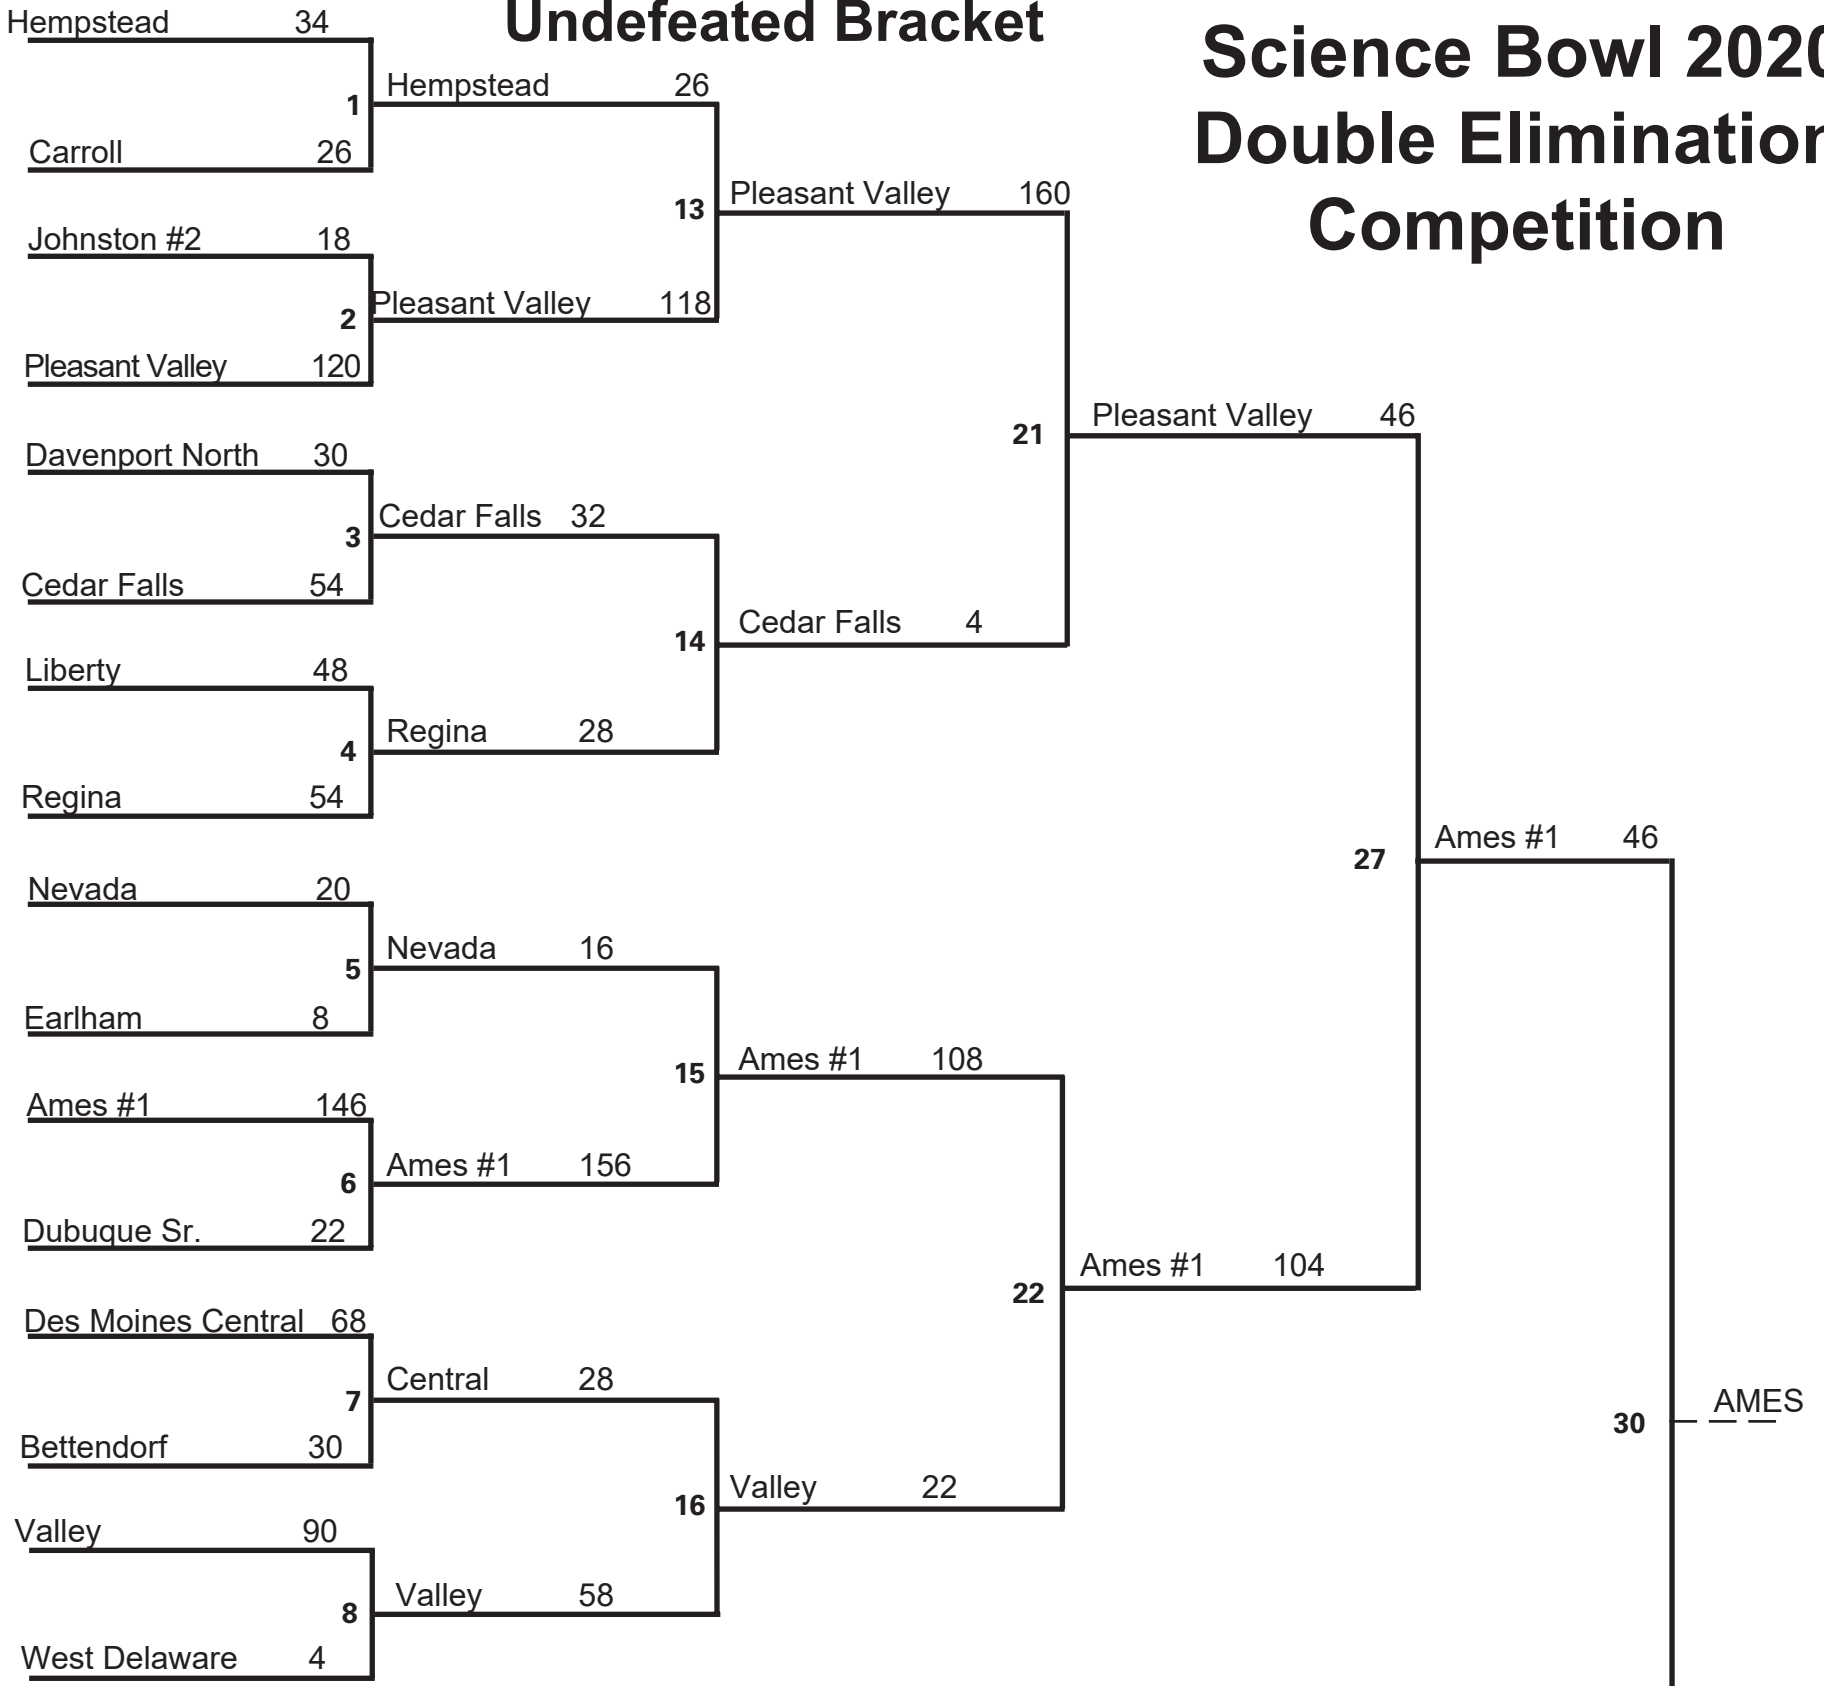 Undefeated Bracket
Science Bowl 2020
Double Elimination
Competition
Hempstead 34
1
Carroll 26
Hempstead 26
Johnston #2 18
2
Pleasant Valley 120
Pleasant Valley 118
13
Pleasant Valley 160
Davenport North 30
3
Cedar Falls 54
Cedar Falls 32
Liberty 48
4
Regina 54
Regina 28
14
Cedar Falls 4
21
Pleasant Valley 46
Nevada 20
5
Earlham 8
Nevada 16
Ames #1 146
6
Dubuque Sr. 22
Ames #1 156
15
Ames #1 108
Des Moines Central 68
7
Bettendorf 30
Central 28
Valley 90
8
West Delaware 4
Valley 58
16
Valley 22
22
Ames #1 104
27
Ames #1 46
30
AMES